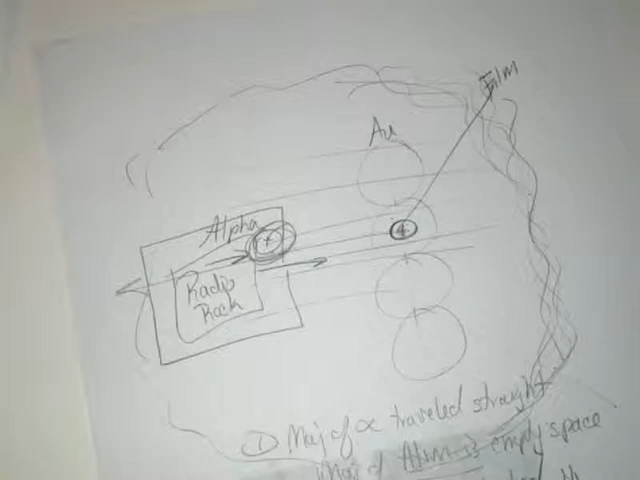 Film
Au
Alpha
+
+
Radio
Rock
① Maj of α traveled straight
Maj of Atom is empty space